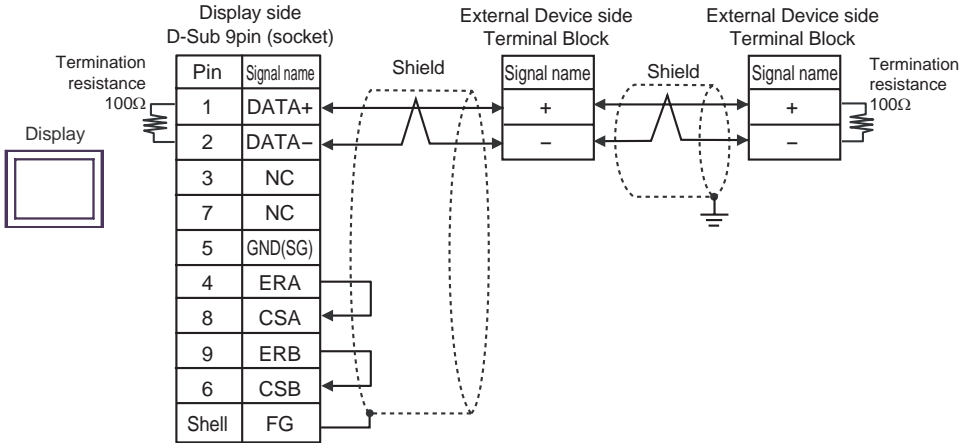 Display side
D-Sub 9pin (socket)
External Device side
Terminal Block
External Device side
Terminal Block
Termination
resistance
100Ω
Display
Pin Signal name
1 DATA+
2 DATA−
3 NC
7 NC
5 GND(SG)
4 ERA
8 CSA
9 ERB
6 CSB
Shell FG
Shield
Signal name
+
−
Shield
Signal name
+
−
Termination
resistance
100Ω